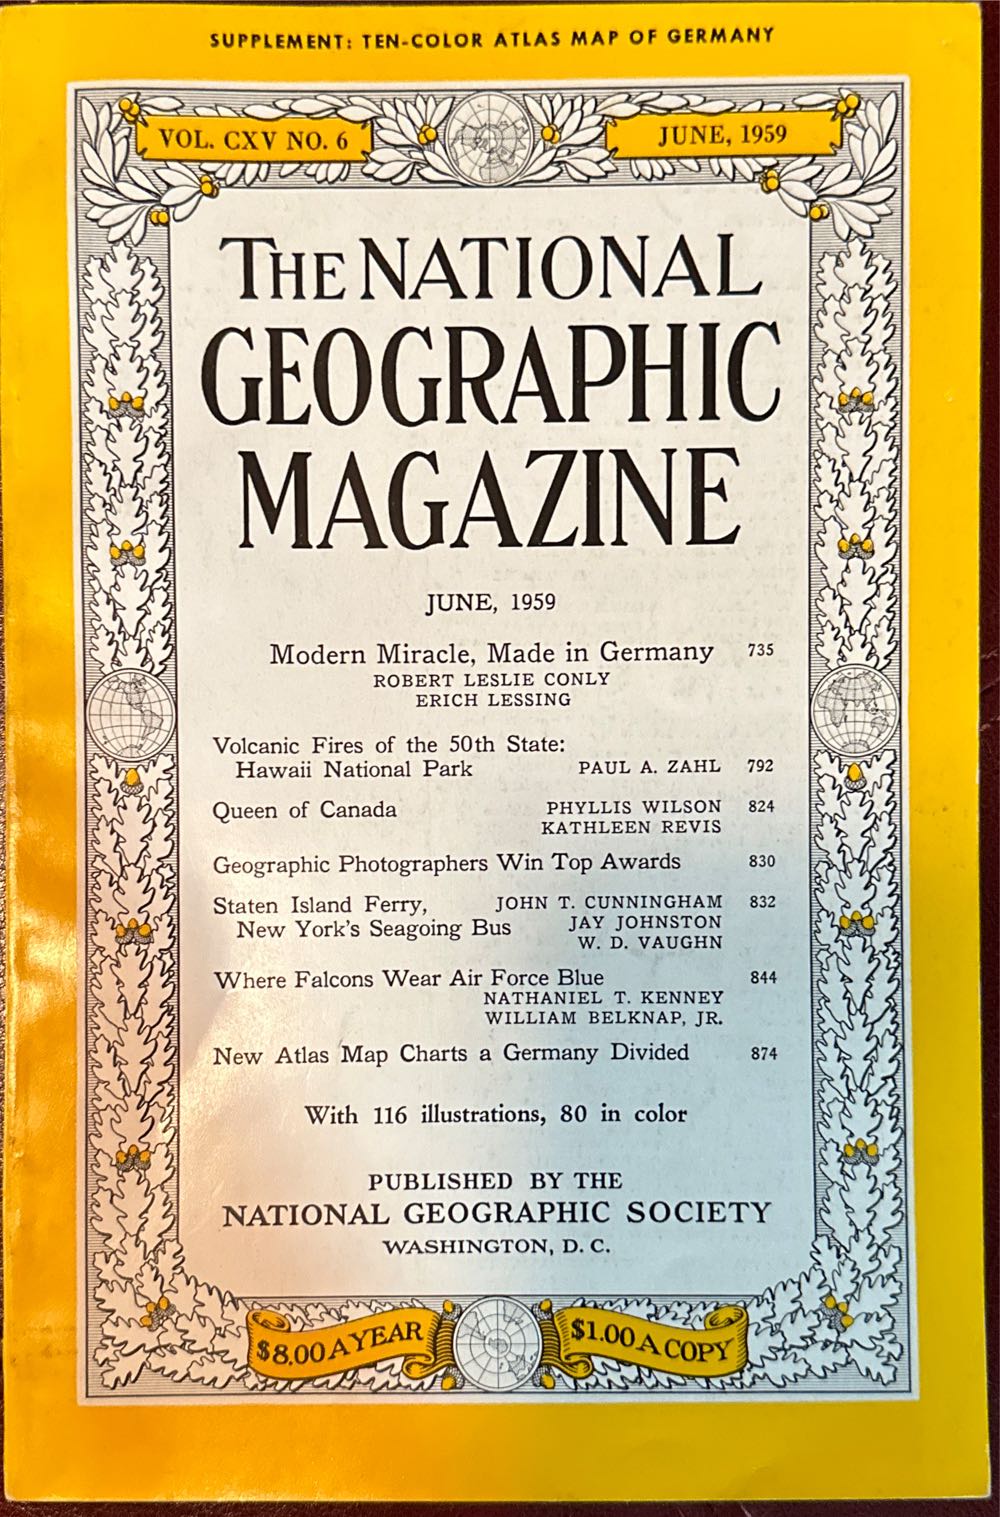 SUPPLEMENT: TEN-COLOR ATLAS MAP OF GERMANY
VOL. CXV NO. 6
JUNE, 1959
THE NATIONAL
GEOGRAPHIC
MAGAZINE
JUNE, 1959
Modern Miracle, Made in Germany 735
ROBERT LESLIE CONLY
ERICH LESSING
Volcanic Fires of the 50th State:
Hawaii National Park PAUL A. ZAHL 792
Queen of Canada PHYLLIS WILSON 824
KATHLEEN REVIS
Geographic Photographers Win Top Awards 830
Staten Island Ferry, JOHN T. CUNNINGHAM 832
New York's Seagoing Bus JAY JOHNSTON
W. D. VAUGHN
Where Falcons Wear Air Force Blue 844
NATHANIEL T. KENNEY
WILLIAM BELKNAP, JR.
New Atlas Map Charts a Germany Divided 874
With 116 illustrations, 80 in color
PUBLISHED BY THE
NATIONAL GEOGRAPHIC SOCIETY
WASHINGTON, D. C.
$8.00 A YEAR
$1.00 A COPY